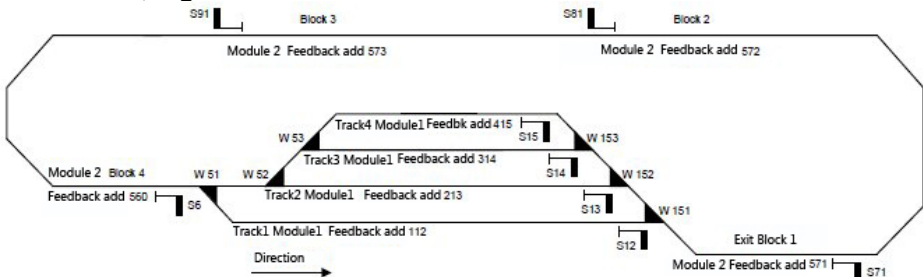 S91
Block 3
S81
Block 2
Module 2 Feedback add 573
Module 2 Feedback add 572
W 53
Track4 Module1 Feedbk add 415
S15
W 153
Track3 Module1 Feedback add 314
S14
Module 2 Block 4
W 51
W 52
W 152
Feedback add 560
S6
Track2 Module1 Feedback add 213
S13
W 151
Track1 Module1 Feedback add 112
S12
Exit Block 1
Direction
Module 2 Feedback add 571
S71